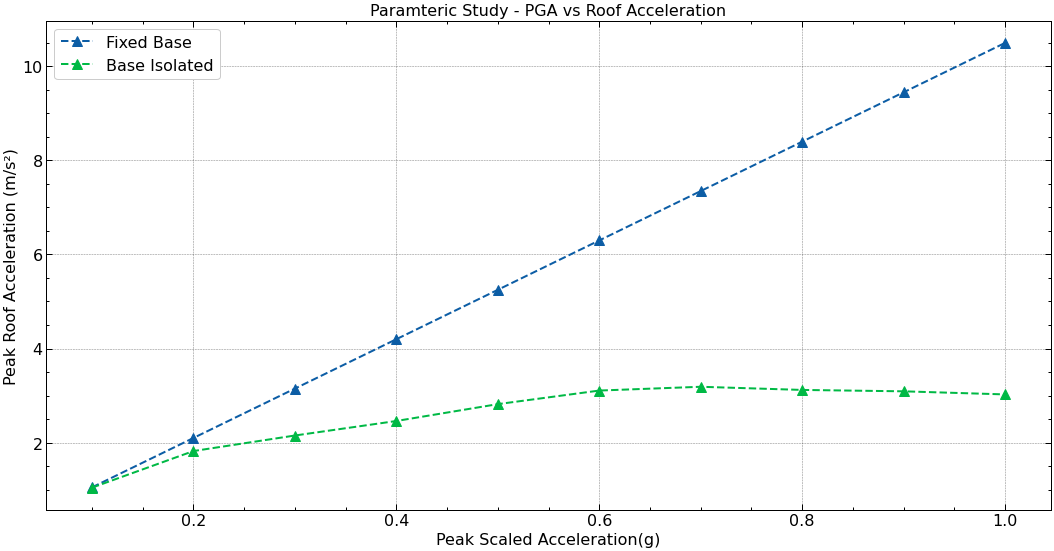 Paramteric Study - PGA vs Roof Acceleration
Fixed Base
Base Isolated
Peak Roof Acceleration (m/s²)
10
8
6
4
2
0.2
0.4
0.6
0.8
1.0
Peak Scaled Acceleration(g)